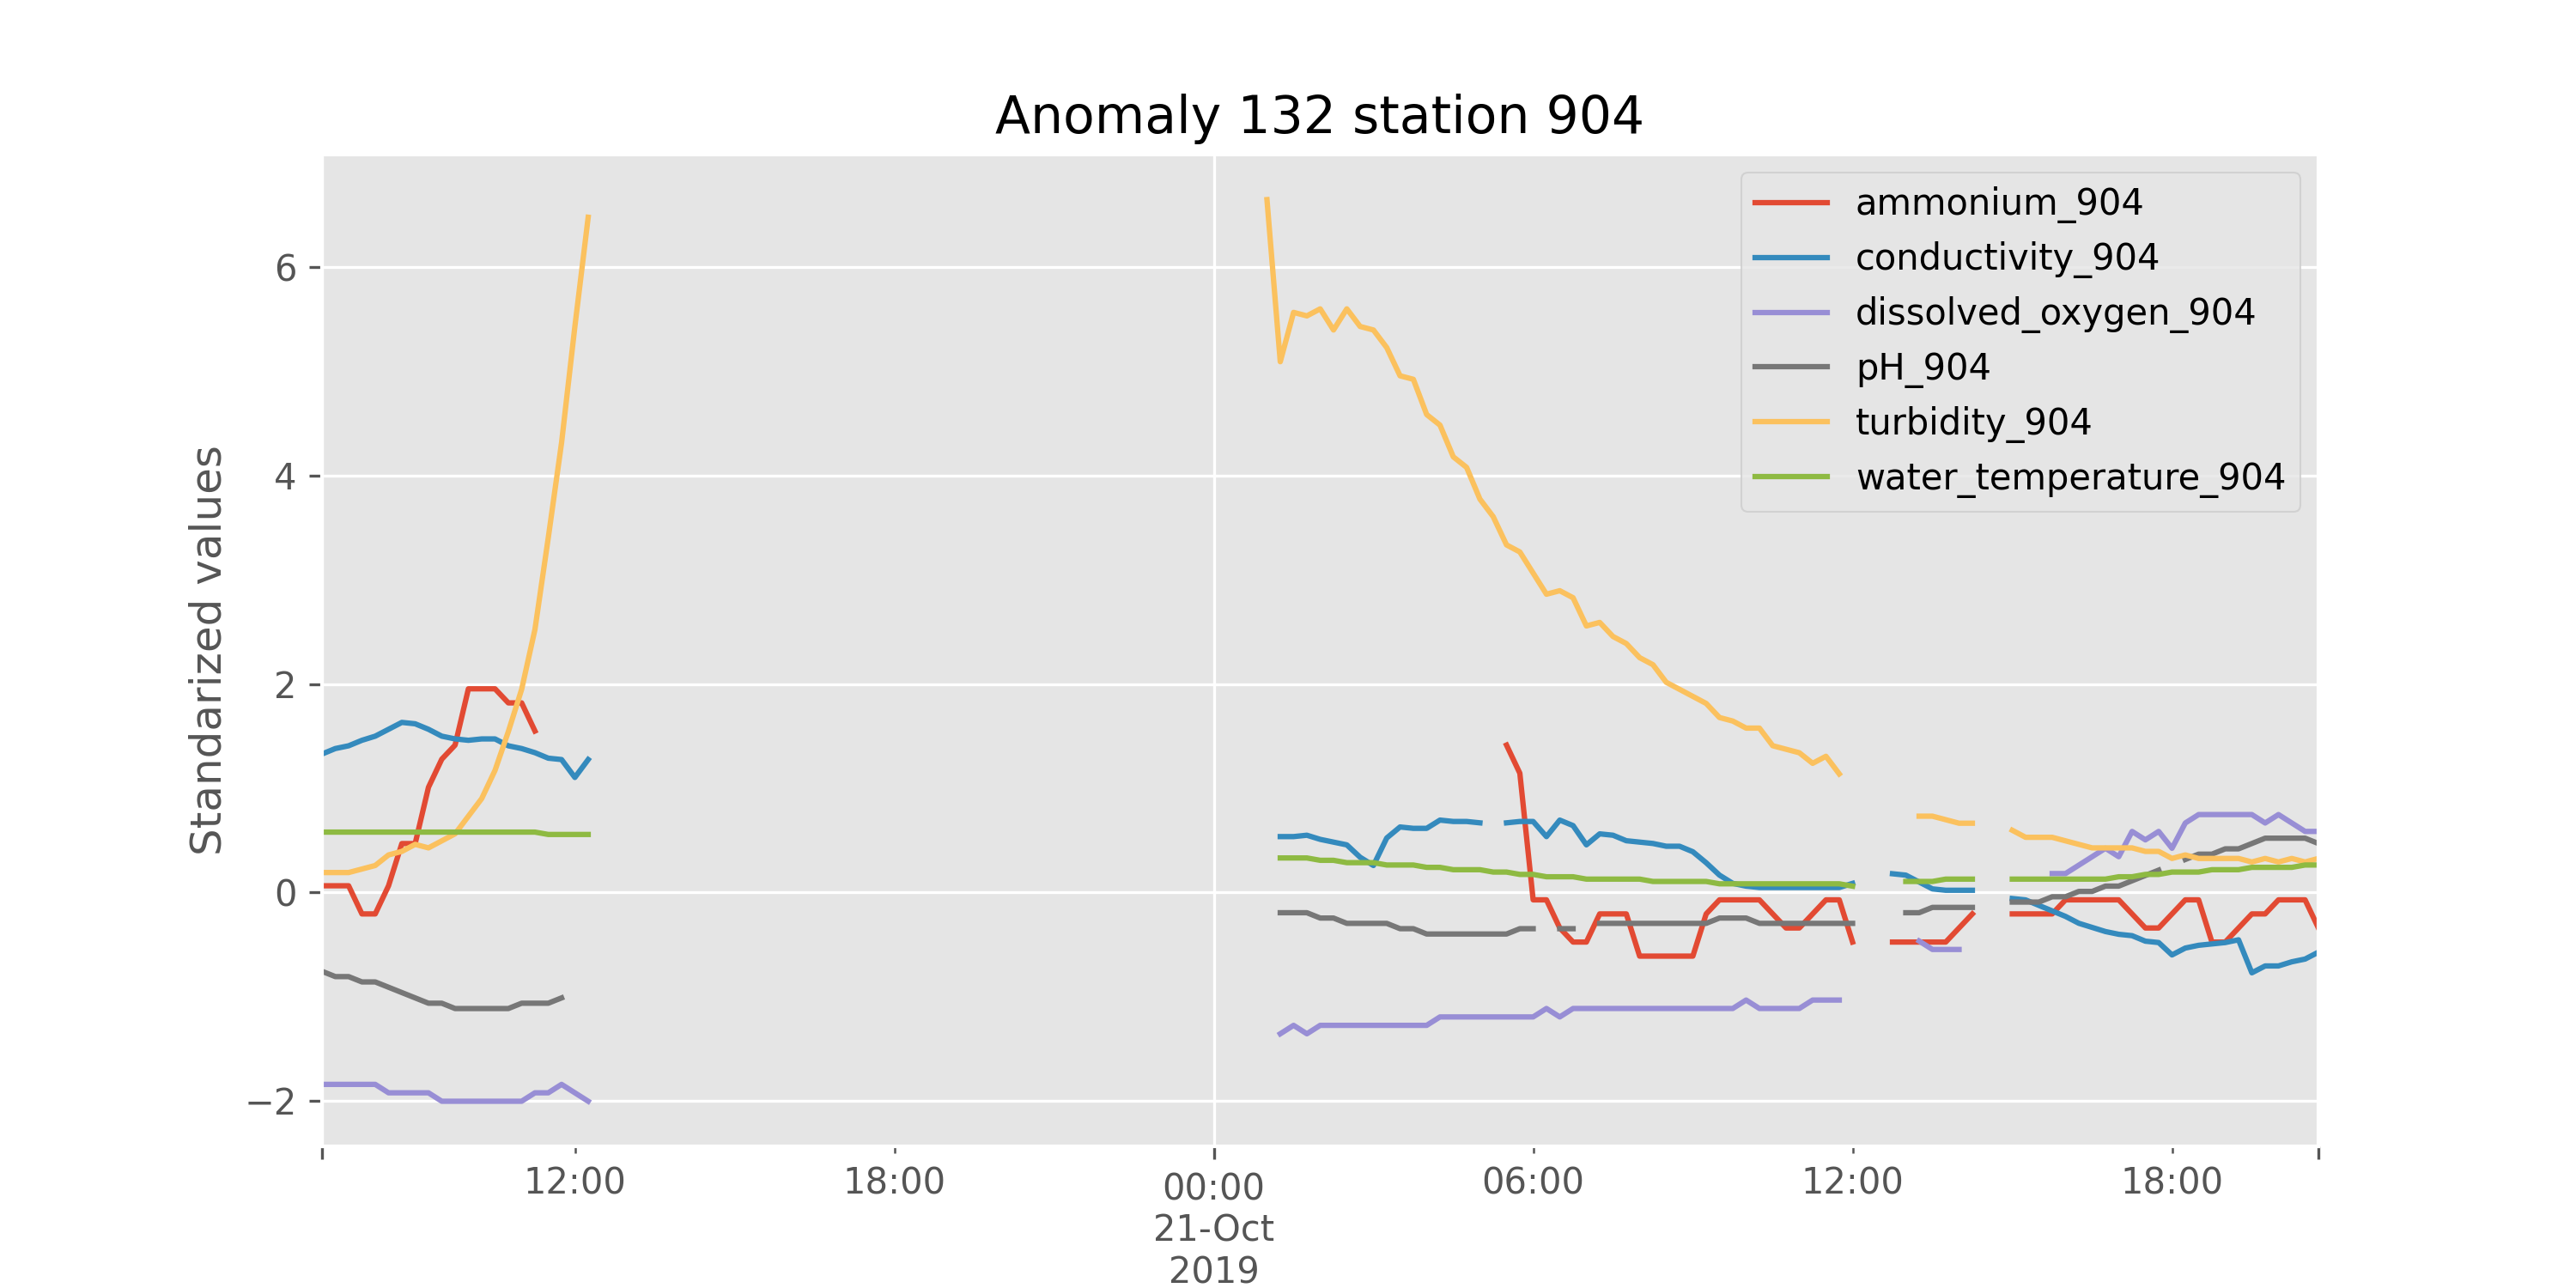 Anomaly 132 station 904
ammonium_904
conductivity_904
dissolved_oxygen_904
pH_904
turbidity_904
water_temperature_904
Standarized values
6
4
2
0
−2
12:00
18:00
00:00
21-Oct
2019
06:00
12:00
18:00